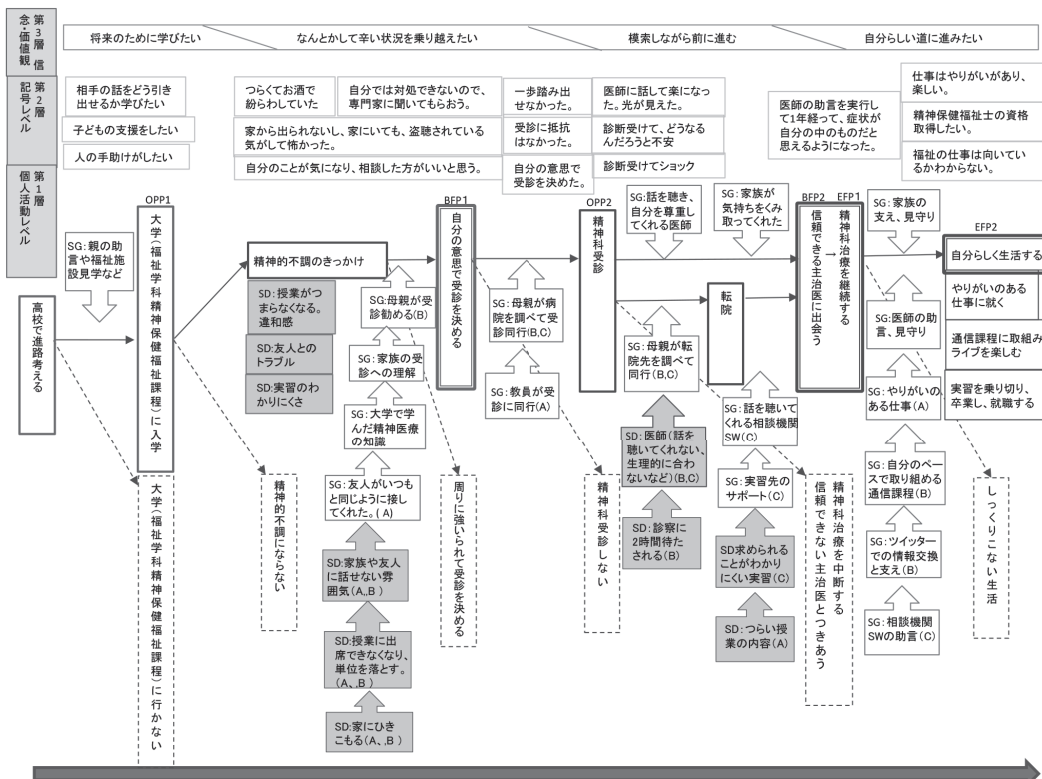 第3層 信
念・価値観
将来のために学びたい
なんとかして辛い状況を乗り越えたい
模索しながら前に進む
自分らしい道に進みたい
第2層
記号レベル
相手の話をどう引き
出せるか学びたい
子どもの支援をしたい
人の手助けがしたい
つらくてお酒で
紛らわしていた
自分では対処できないので、
専門家に聞いてもらおう。
家から出られないし、家にいても、盗聴されている
気がして怖かった。
自分のことが気になり、相談した方がいいと思う。
一歩踏み出
せなかった。
受診に抵抗
はなかった。
自分の意思で
受診を決めた。
医師に話して楽になっ
た。光が見えた。
診断受けて、どうなる
んだろうと不安
診断受けてショック
医師の助言を実行し
て1年経って、症状が
自分の中のものだと
思えるようになった。
仕事はやりがいがあり、
楽しい。
精神保健福祉士の資格
取得したい。
福祉の仕事は向いてい
るかわからない。
第1層
個人活動レベル
高校で進路考える
SG:親の助
言や福祉施
設見学など
OPP1
大学(福祉学科精神保健福祉課程)に入学
大学(福祉学科精神保健福祉課程)に行かない
精神的不調のきっかけ
SD:授業がつ
まらなくなる。
違和感
SD:友人との
トラブル
SD:実習のわ
かりにくさ
精神的不調にならない
SG:母親が受
診勧める(B)
SG:家族の受
診への理解
SG:大学で学
んだ精神医療
の知識
SG:友人がいつも
と同じように接し
てくれた。(A)
SD:家族や友人
に話せない雰
囲気(A,.B )
SD:授業に出
席できなくなり、
単位を落とす。
(A、,B )
SD:家にひき
こもる(A、,B )
BFP1
自分の意思で受診を決める
周りに強いられて受診を決める
SG:母親が病
院を調べて受
診同行(B,C)
SG:教員が受
診に同行(A)
OPP2
精神科受診
精神科受診しない
SG:話を聴き、
自分を尊重し
てくれる医師
SG:母親が転
院先を調べて
同行(B,C)
SD:医師(話を
聴いてくれない、
生理的に合わ
ないなど)(B,C)
SD:診察に
2時間待た
される(B)
転院
SG:家族が
気持ちをくみ
取ってくれた
SG:話を聴いて
くれる相談機関
SW(C)
SG:実習先の
サポート(C)
SD求められる
ことがわかり
にくい実習(C)
SD:つらい授
業の内容(A)
BFP2 EFP1
精神科治療を継続する
→
信頼できる主治医に出会う
精神科治療を中断する
信頼できない主治医とつきあう
SG:家族の
支え、見守り
SG:医師の助
言、見守り
SG:やりがいの
ある仕事(A)
SG:自分のペー
スで取り組める
通信課程(B)
SG:ツイッター
での情報交換
と支え(B)
SG:相談機関
SWの助言(C)
EFP2
自分らしく生活する
やりがいのある
仕事に就く
通信課程に取組み
ライブを楽しむ
実習を乗り切り、
卒業し、就職する
しっくりこない生活